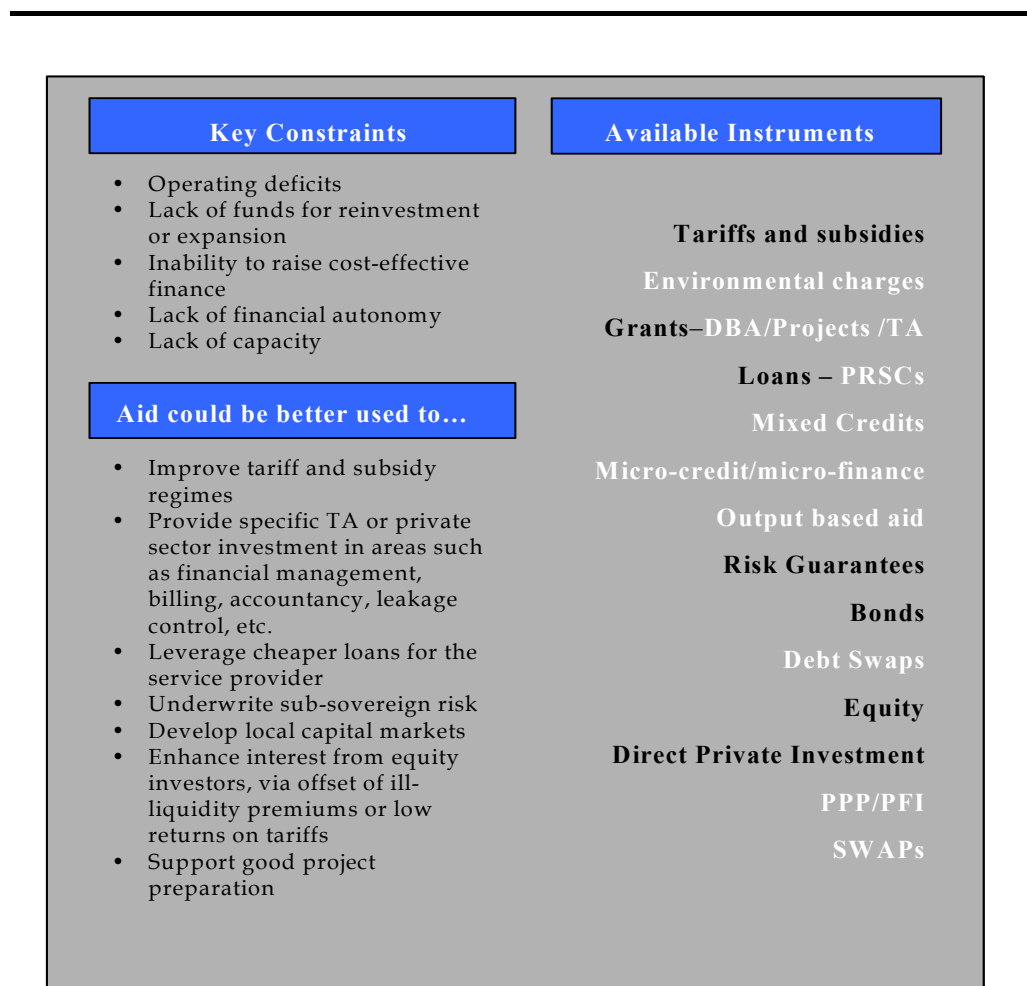 Key Constraints
• Operating deficits
• Lack of funds for reinvestment
or expansion
• Inability to raise cost-effective
finance
• Lack of financial autonomy
• Lack of capacity
Aid could be better used to…
• Improve tariff and subsidy
regimes
• Provide specific TA or private
sector investment in areas such
as financial management,
billing, accountancy, leakage
control, etc.
• Leverage cheaper loans for the
service provider
• Underwrite sub-sovereign risk
• Develop local capital markets
• Enhance interest from equity
investors, via offset of ill-
liquidity premiums or low
returns on tariffs
• Support good project
preparation
Available Instruments
Tariffs and subsidies
Environmental charges
Grants–DBA/Projects /TA
Loans – PRSCs
Mixed Credits
Micro-credit/micro-finance
Output based aid
Risk Guarantees
Bonds
Debt Swaps
Equity
Direct Private Investment
PPP/PFI
SWAPs